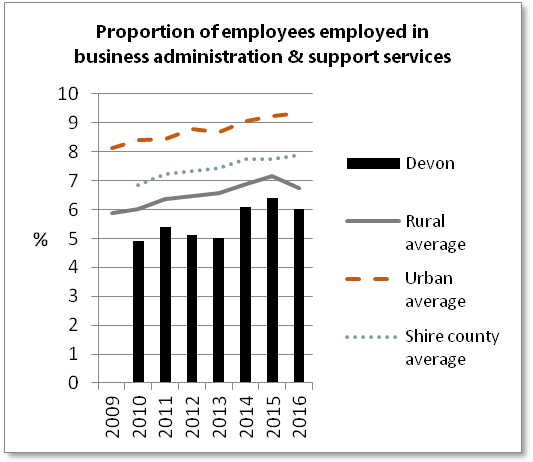 Proportion of employees employed in
business administration & support services
10
9
8
7
6
5
4
3
2
1
0
%
2009
2010
2011
2012
2013
2014
2015
2016
Devon
Rural
average
Urban
average
Shire county
average